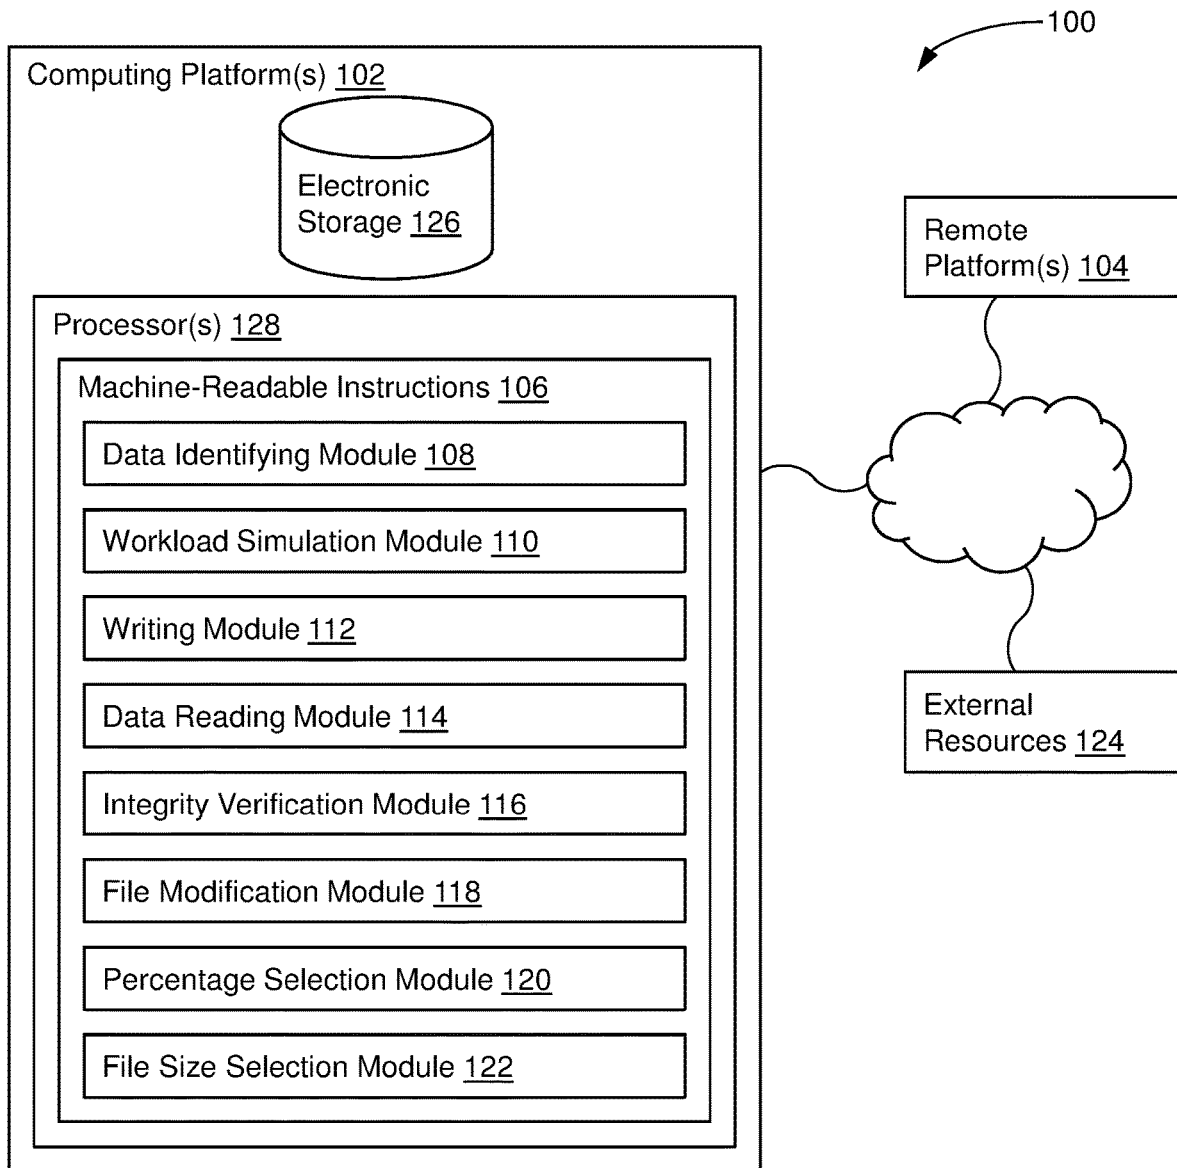 100
Computing Platform(s) 102
Electronic
Storage 126
Remote
Platform(s) 104
Processor(s) 128
Machine-Readable Instructions 106
Data Identifying Module 108
Workload Simulation Module 110
Writing Module 112
Data Reading Module 114
External
Resources 124
Integrity Verification Module 116
File Modification Module 118
Percentage Selection Module 120
File Size Selection Module 122